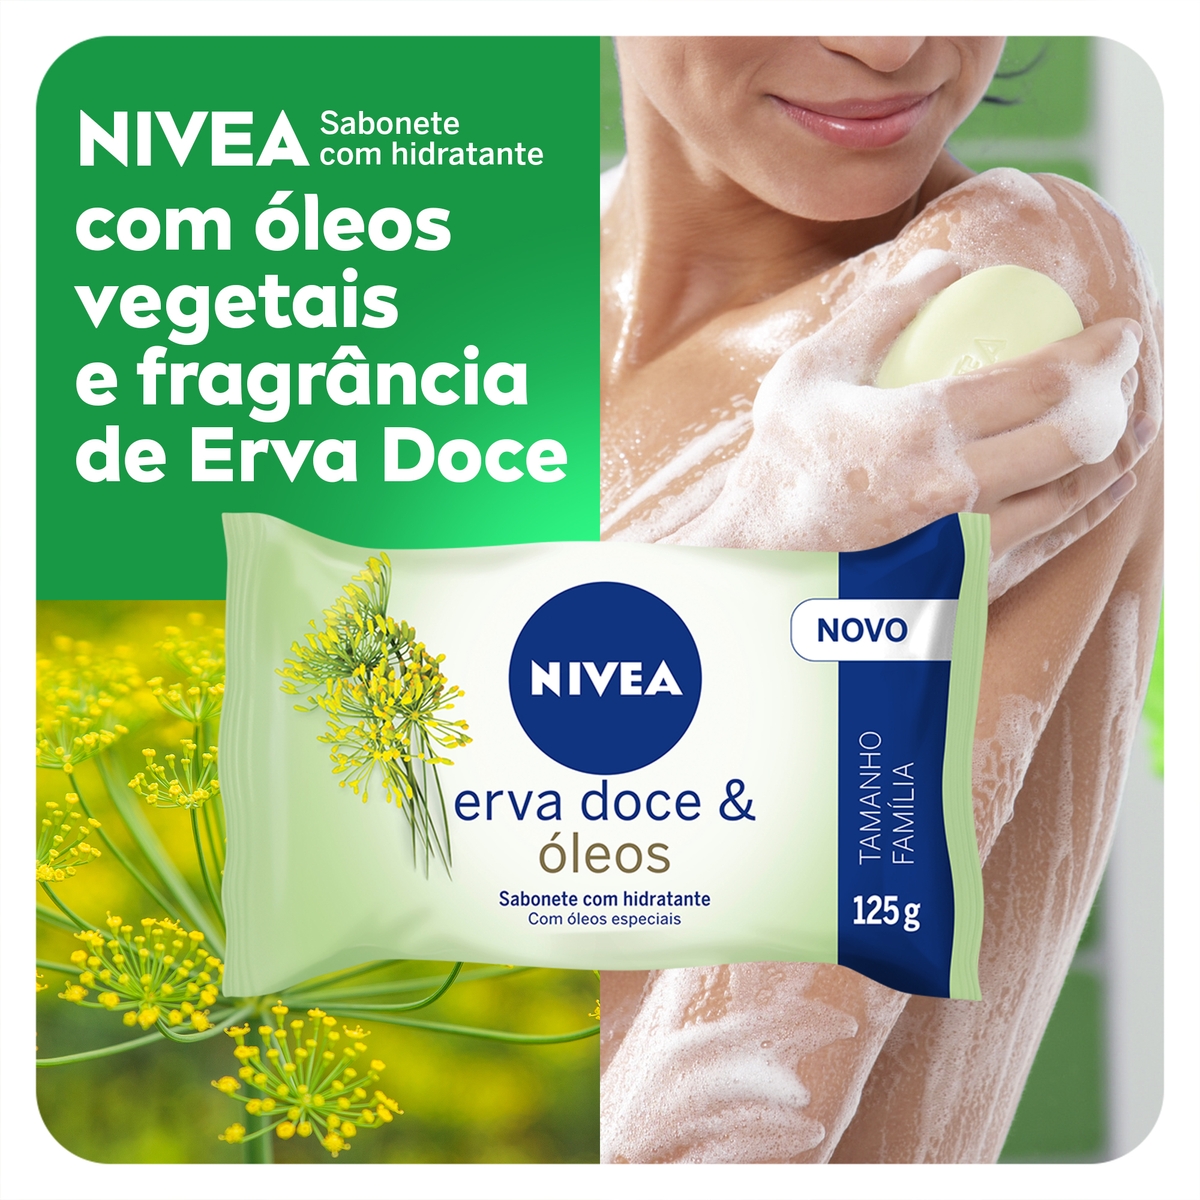 NIVEA Sabonete
com hidratante
com óleos
vegetais
e fragrância
de Erva Doce
NIVEA
NOVO
erva doce &
óleos
Sabonete com hidratante
Com óleos especiais
TAMANHO
FAMÍLIA
125g